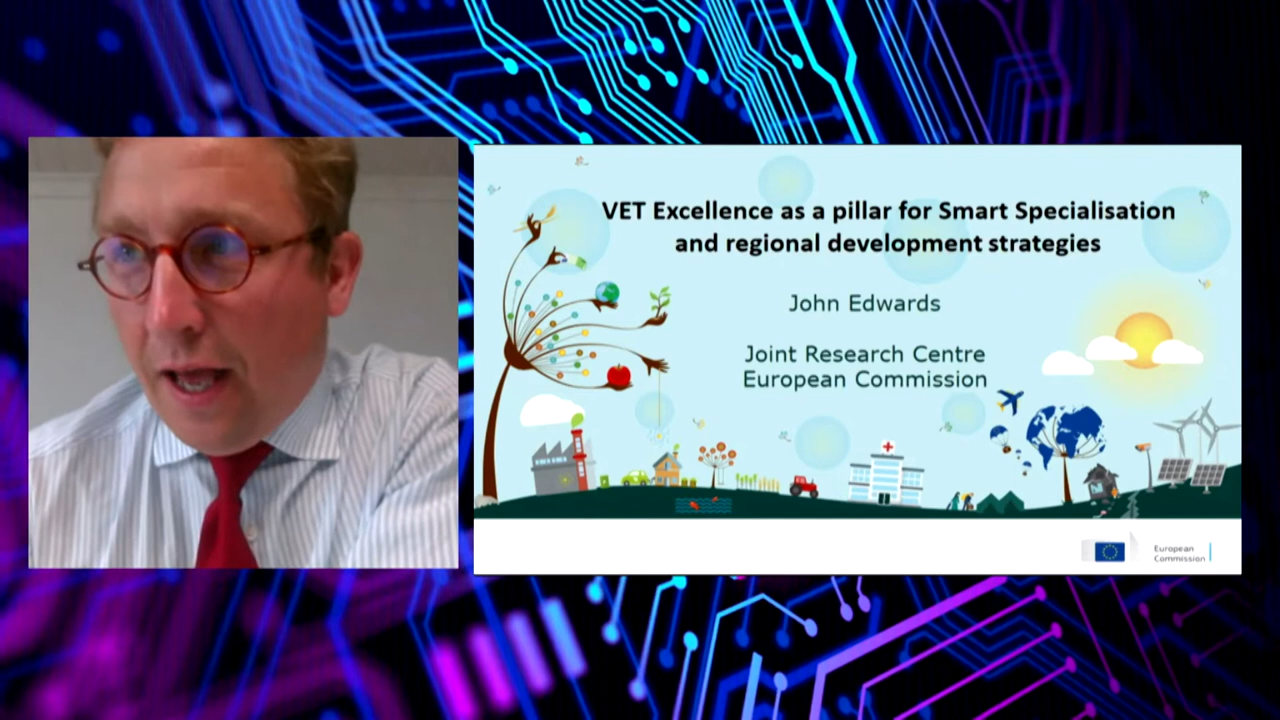 VET Excellence as a pillar for Smart Specialisation
and regional development strategies
John Edwards
Joint Research Centre
European Commission
European
Commission